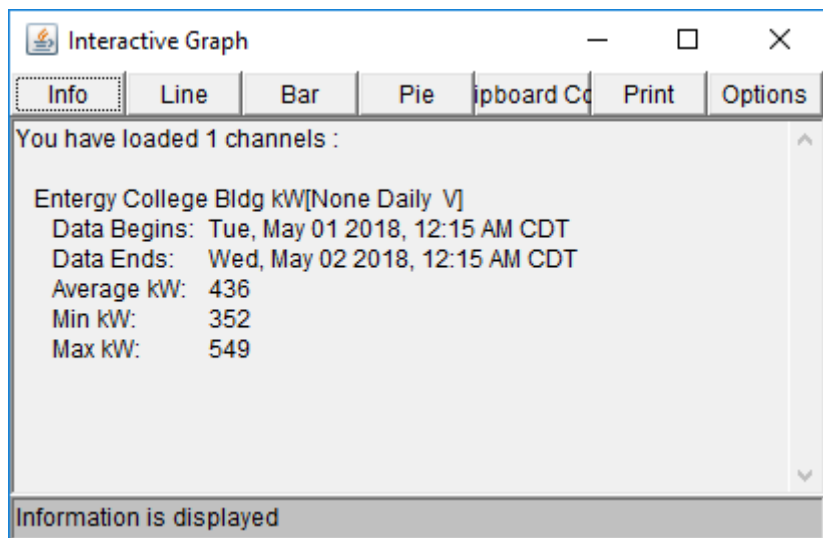 Interactive Graph
Info Line Bar Pie ipboard Co Print Options
You have loaded 1 channels :
Entergy College Bldg kW[None Daily V]
Data Begins: Tue, May 01 2018, 12:15 AM CDT
Data Ends: Wed, May 02 2018, 12:15 AM CDT
Average kW: 436
Min kW: 352
Max kW: 549
Information is displayed